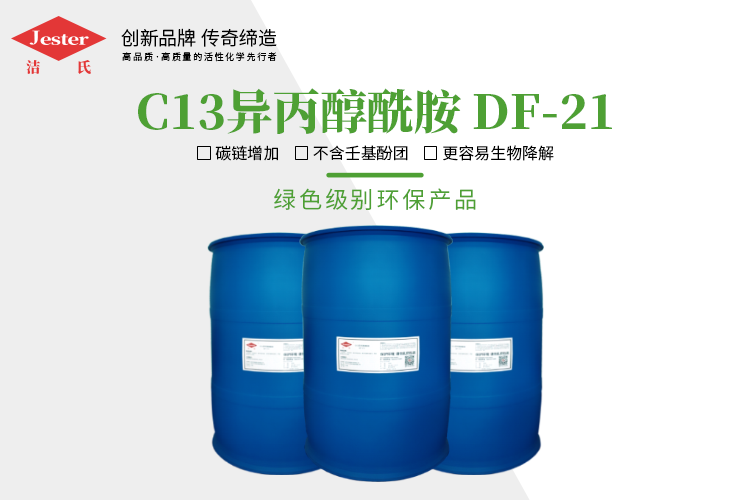 Jester
洁 氏
创新品牌 传奇缔造
高品质·高质量的活性化学先行者
C13异丙醇酰胺 DF-21
□ 碳链增加 □ 不含壬基酚团 □ 更容易生物降解
绿色级别环保产品